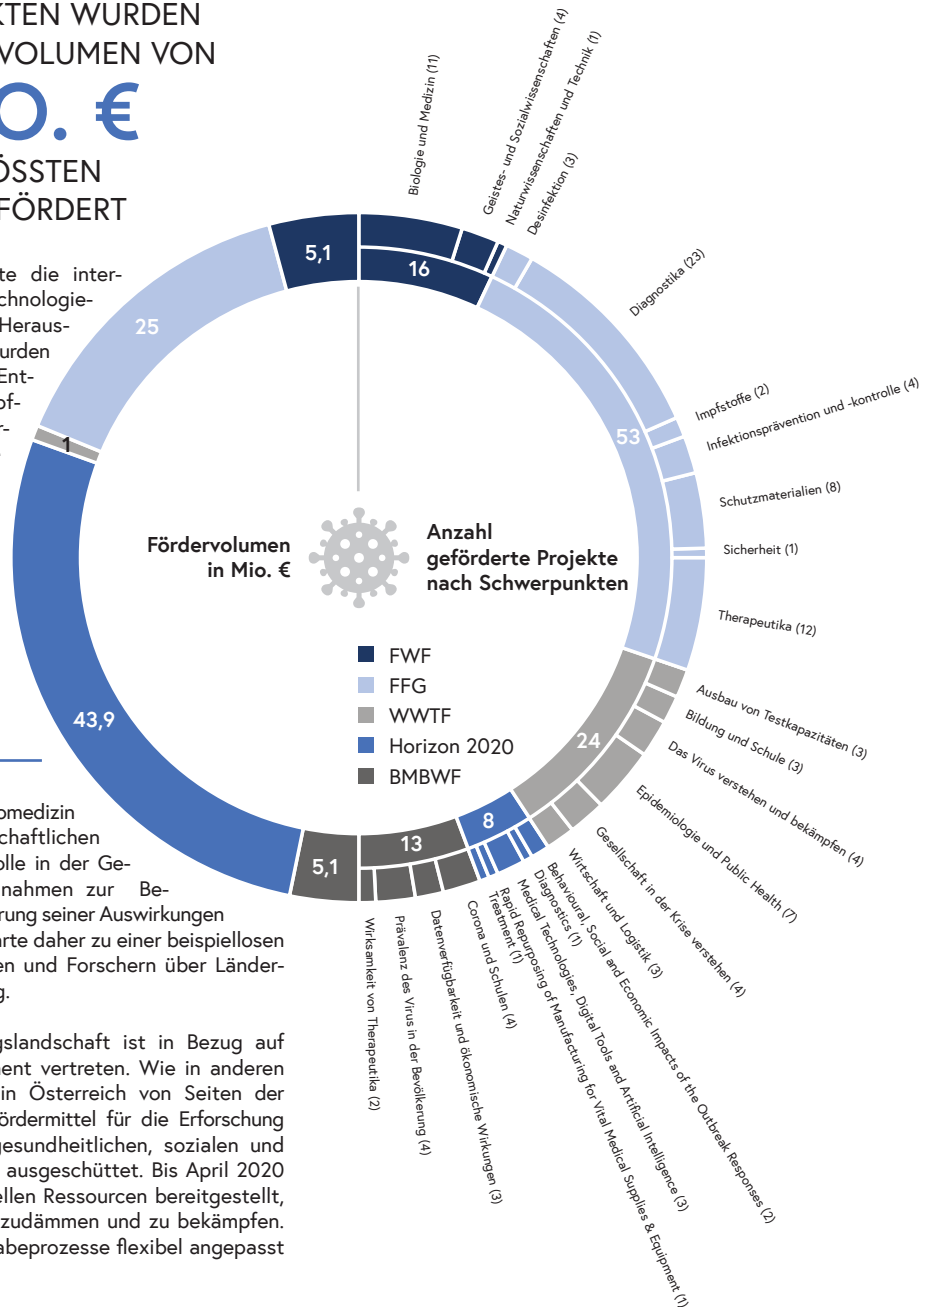 KTEN WURDEN
VOLUMEN VON
O. €
ÖSSTEN
FÖRDERT
te die inter-
chnologie-
Heraus-
urden
Ent-
pf-
r-
omedizin
schaftlichen
olle in der Ge-
nahmen zur Be-
rung seiner Auswirkungen
arte daher zu einer beispiellosen
en und Forschern über Länder-
g.
gslandschaft ist in Bezug auf
nent vertreten. Wie in anderen
in Österreich von Seiten der
ördermittel für die Erforschung
gesundheitlichen, sozialen und
ausgeschüttet. Bis April 2020
ellen Ressourcen bereitgestellt,
zudämmen und zu bekämpfen.
abeprozesse flexibel angepasst
Fördervolumen
in Mio. €
Anzahl
geförderte Projekte
nach Schwerpunkten
FWF
FFG
WWTF
Horizon 2020
BMBWF
5,1
25
1
43,9
5,1
16
53
24
8
13
Biologie und Medizin (11)
Geistes- und Sozialwissenschaften (4)
Naturwissenschaften und Technik (1)
Desinfektion (3)
Diagnostika (23)
Impfstoffe (2)
Infektionsprävention und -kontrolle (4)
Schutzmaterialien (8)
Sicherheit (1)
Therapeutika (12)
Ausbau von Testkapazitäten (3)
Bildung und Schule (3)
Das Virus verstehen und bekämpfen (4)
Epidemiologie und Public Health (7)
Gesellschaft in der Krise verstehen (4)
Wirtschaft und Logistik (3)
Behavioural, Social and Economic Impacts of the Outbreak Responses (2)
Diagnostics (1)
Medical Technologies, Digital Tools and Artificial Intelligence (3)
Rapid Repurposing of Manufacturing for Vital Medical Supplies & Equipment (1)
Treatment (1)
Corona und Schulen (4)
Datenverfügbarkeit und ökonomische Wirkungen (3)
Prävalenz des Virus in der Bevölkerung (4)
Wirksamkeit von Therapeutika (2)